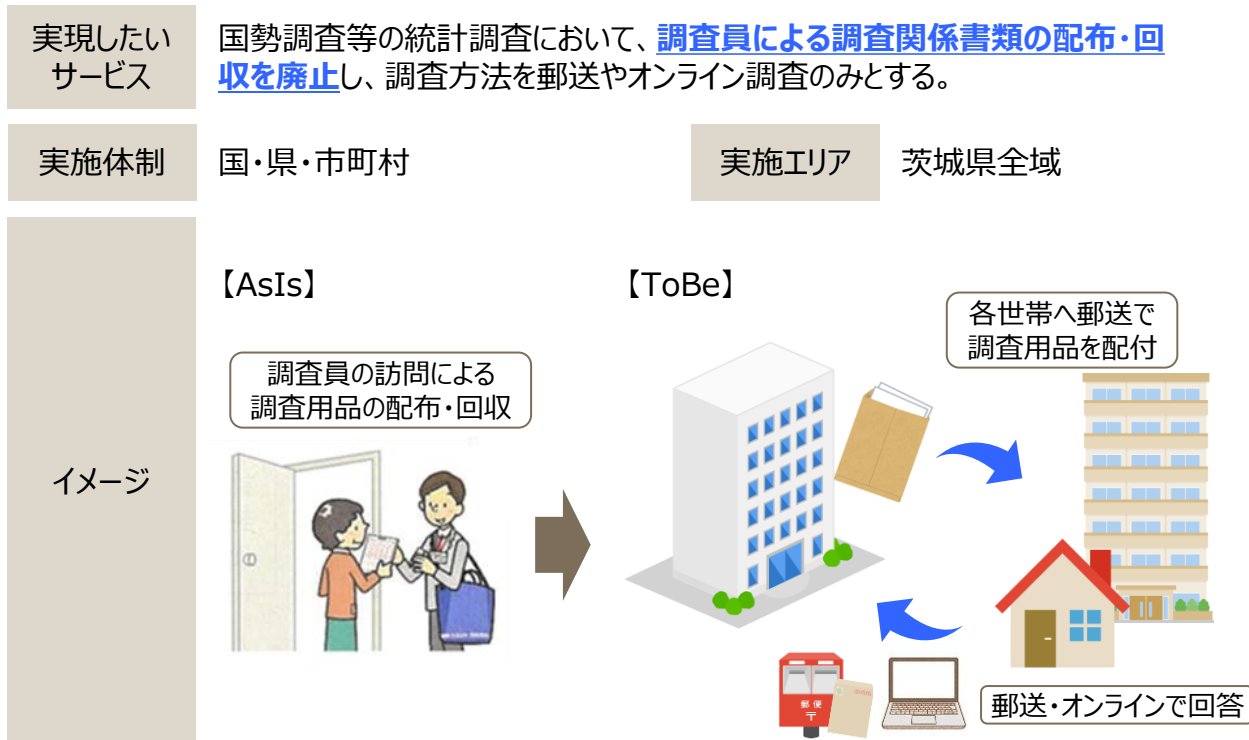 実現したい
サービス
国勢調査等の統計調査において、調査員による調査関係書類の配布・回
収を廃止し、調査方法を郵送やオンライン調査のみとする。
実施体制
国・県・市町村
実施エリア
茨城県全域
イメージ
【AsIs】
【ToBe】
調査員の訪問による
調査用品の配布・回収
各世帯へ郵送で
調査用品を配付
郵便
〒
郵送・オンラインで回答